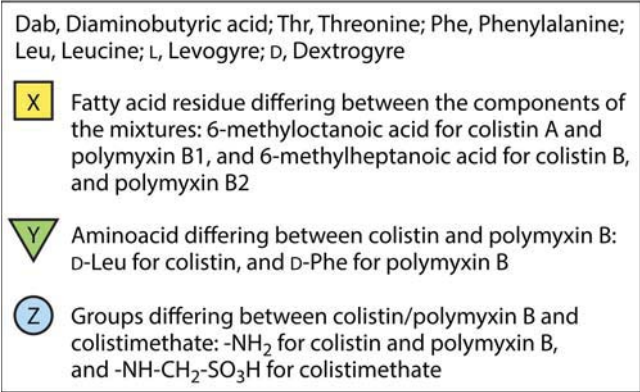 Dab, Diaminobutyric acid; Thr, Threonine; Phe, Phenylalanine;
Leu, Leucine; L, Levogyre; D, Dextrogyre
X Fatty acid residue differing between the components of
the mixtures: 6-methyloctanoic acid for colistin A and
polymyxin B1, and 6-methylheptanoic acid for colistin B,
and polymyxin B2
Y Aminoacid differing between colistin and polymyxin B:
D-Leu for colistin, and D-Phe for polymyxin B
Z Groups differing between colistin/polymyxin B and
colistimethate: -NH₂ for colistin and polymyxin B,
and -NH-CH₂-SO₃H for colistimethate